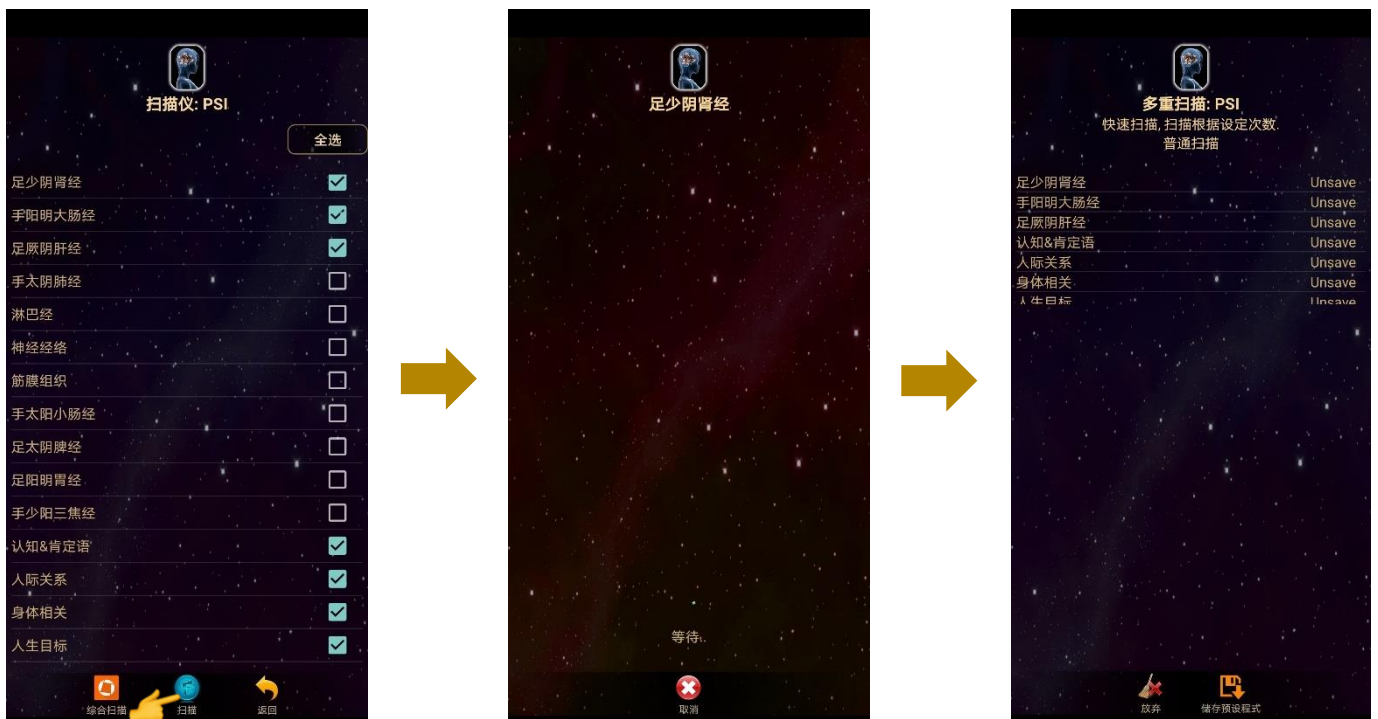 扫描仪: PSI
全选
足少阴肾经
手阳明大肠经
足厥阴肝经
手太阴肺经
淋巴经
神经经络
筋膜组织
手太阳小肠经
足太阴脾经
足阳明胃经
手少阳三焦经
认知&肯定语
人际关系
身体相关
人生目标
综合扫描 扫描 返回
足少阴肾经
等待..
取消
多重扫描: PSI
快速扫描, 扫描根据设定次数.
普通扫描
足少阴肾经 Unsave
手阳明大肠经 Unsave
足厥阴肝经 Unsave
认知&肯定语 Unsave
人际关系 Unsave
身体相关 Unsave
人生目标 Unsave
放弃 储存预设程式